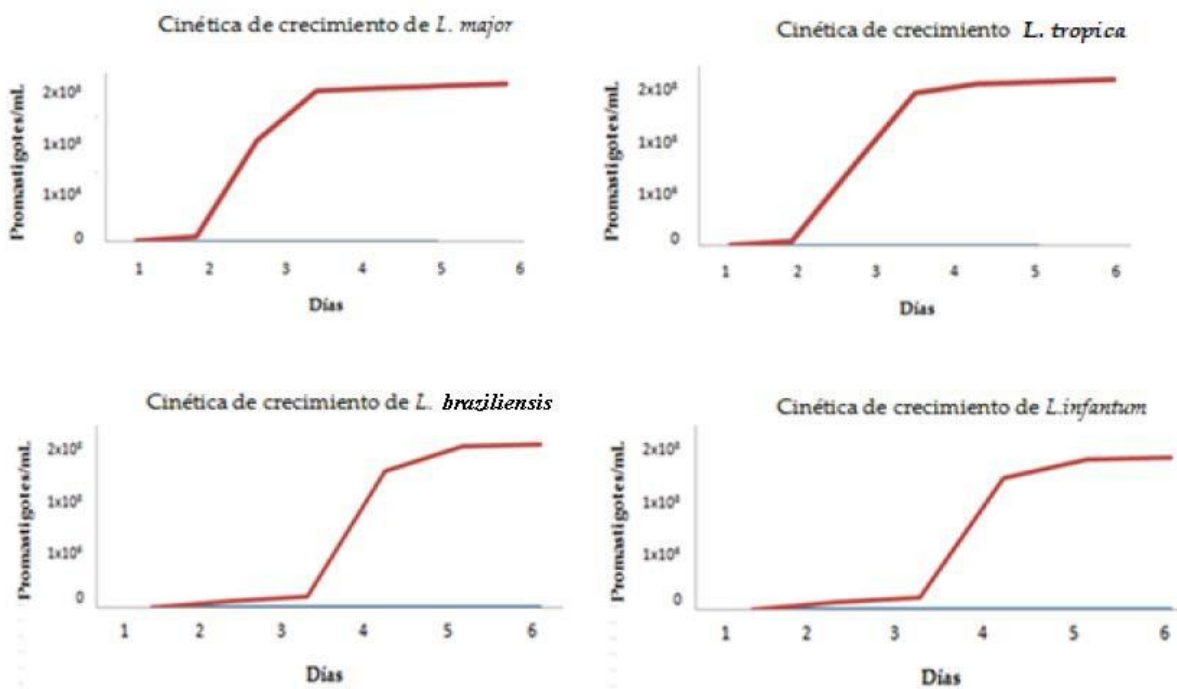 Cinética de crecimiento de L. major
Promastigotes/mL
2x10⁸
1x10⁸
1x10⁸
0
1 2 3 4 5 6
Días
Cinética de crecimiento L. tropica
Promastigotes/mL
2x10⁸
1x10⁸
1x10⁸
0
1 2 3 4 5 6
Días
Cinética de crecimiento de L. braziliensis
Promastigotes/mL
2x10⁸
1x10⁸
1x10⁸
0
1 2 3 4 5 6
Días
Cinética de crecimiento de L.infantum
Promastigotes/mL
2x10⁸
1x10⁸
1x10⁸
0
1 2 3 4 5 6
Días